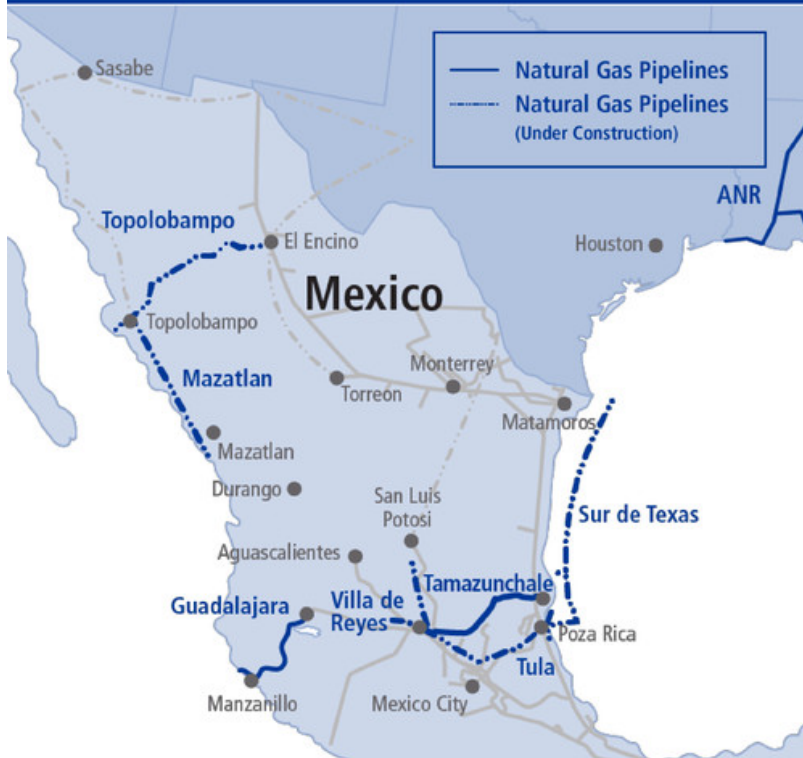 Sasabe
Natural Gas Pipelines
Natural Gas Pipelines
(Under Construction)
ANR
Topolobampo
El Encino
Houston
Mexico
Topolobampo
Monterrey
Mazatlan
Torreon
Matamoros
Mazatlan
Durango
San Luis
Potosi
Sur de Texas
Aguascalientes
Tamazunchale
Guadalajara
Villa de
Reyes
Poza Rica
Tula
Manzanillo
Mexico City